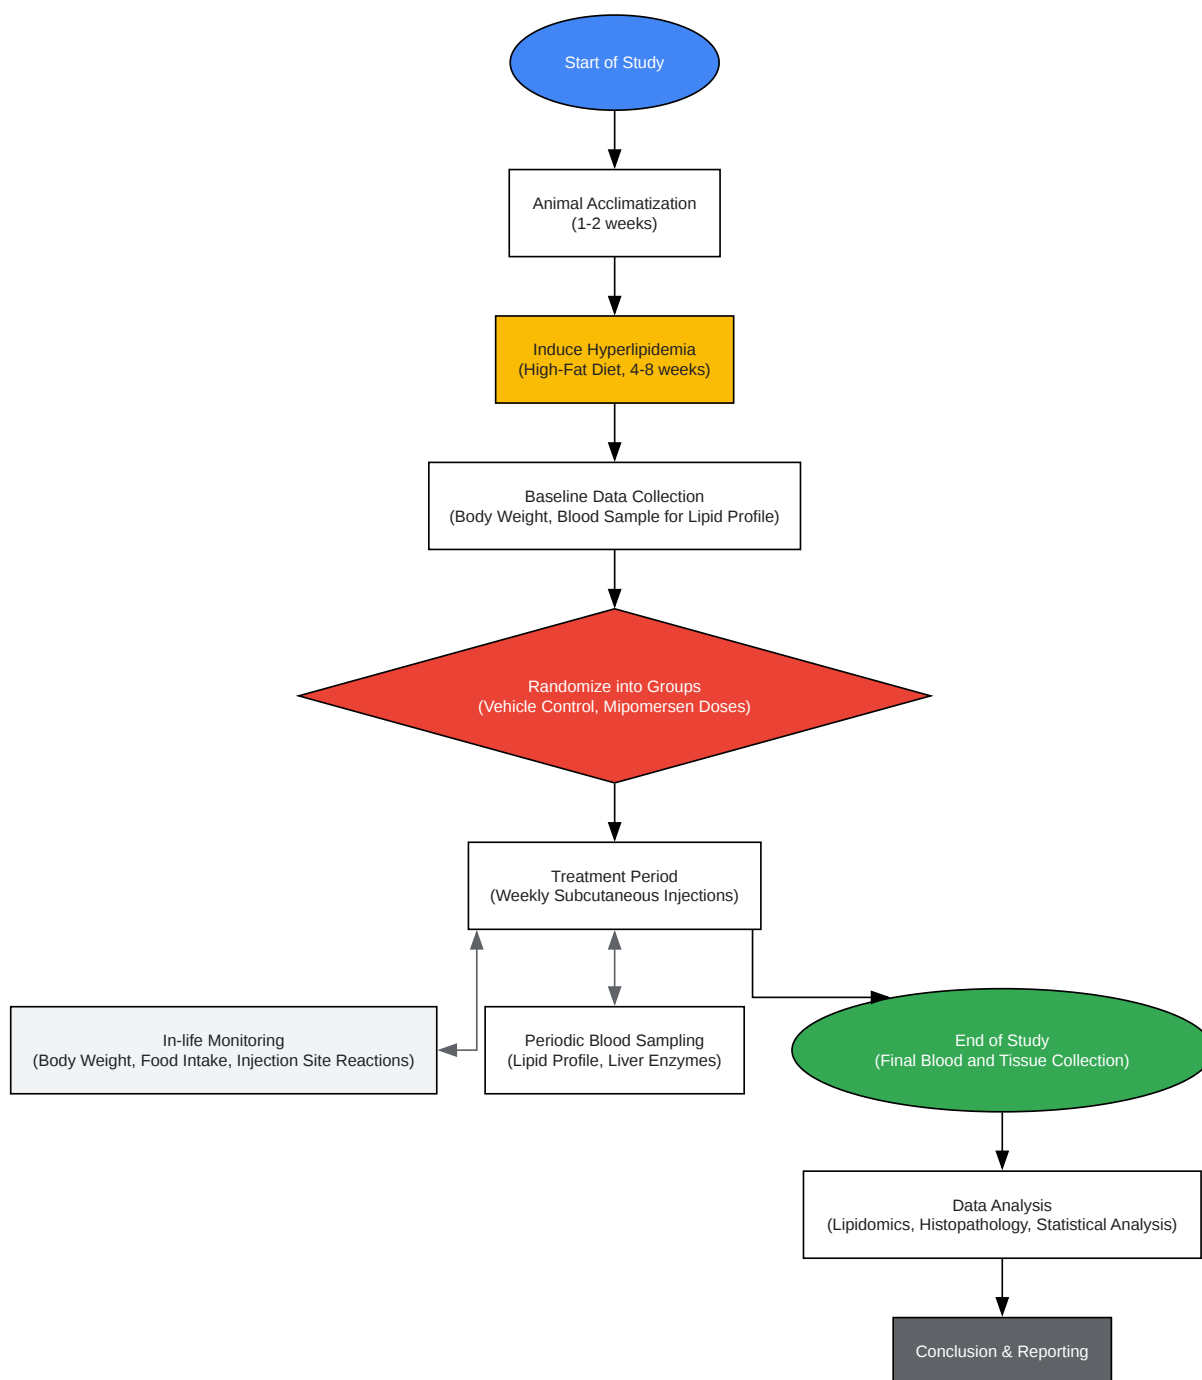 Start of Study
Animal Acclimatization
(1-2 weeks)
Induce Hyperlipidemia
(High-Fat Diet, 4-8 weeks)
Baseline Data Collection
(Body Weight, Blood Sample for Lipid Profile)
Randomize into Groups
(Vehicle Control, Mipomersen Doses)
Treatment Period
(Weekly Subcutaneous Injections)
In-life Monitoring
(Body Weight, Food Intake, Injection Site Reactions)
Periodic Blood Sampling
(Lipid Profile, Liver Enzymes)
End of Study
(Final Blood and Tissue Collection)
Data Analysis
(Lipidomics, Histopathology, Statistical Analysis)
Conclusion & Reporting